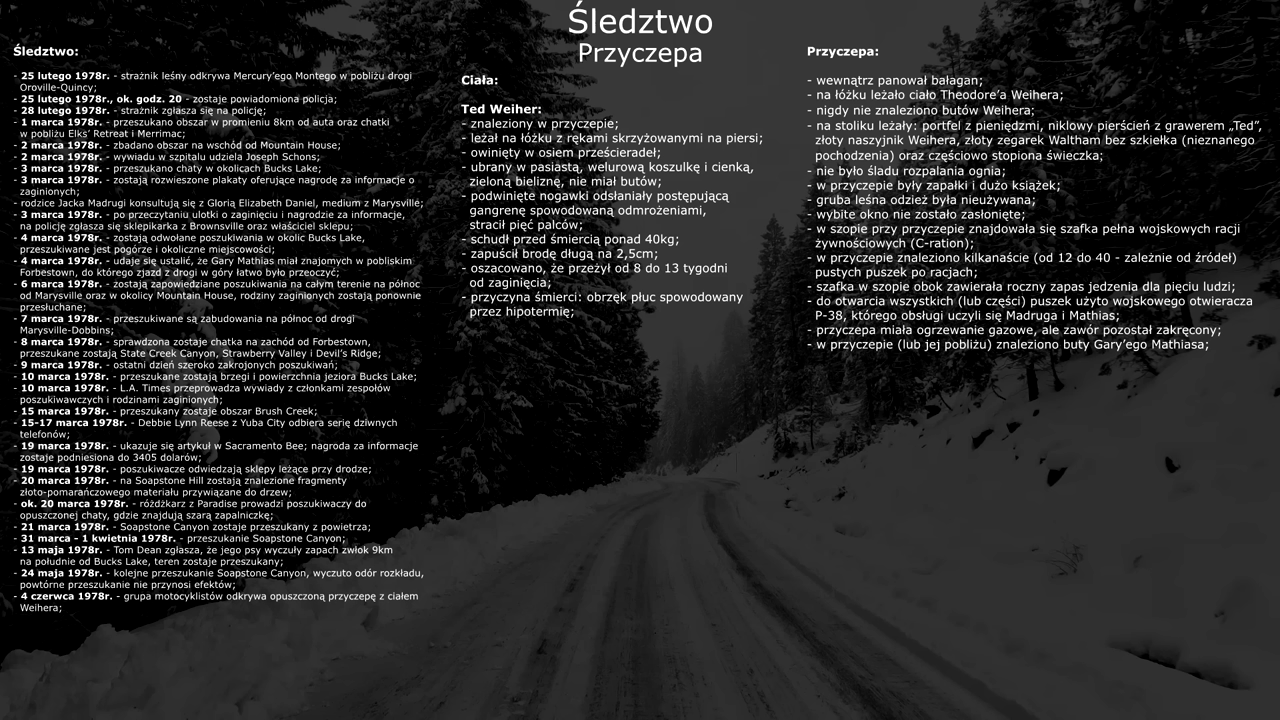 Śledztwo
Przyczepa
Śledztwo:
- 25 lutego 1978r. - strażnik leśny odkrywa Mercury'ego Montego w pobliżu drogi
Oroville-Quincy;
- 25 lutego 1978r., ok. godz. 20 - zostaje powiadomiona policja;
- 28 lutego 1978r. - strażnik zgłasza się na policję;
- 1 marca 1978r. - przeszukano obszar w promieniu 8km od auta oraz chatki
w pobliżu Elks' Retreat i Merrimac;
- 2 marca 1978r. - zbadano obszar na wschód od Mountain House;
- 2 marca 1978r. - wywiadu w szpitalu udziela Joseph Schons;
- 3 marca 1978r. - przeszukano chaty w okolicach Bucks Lake;
- 3 marca 1978r. - zostają rozwieszone plakaty oferujące nagrodę za informacje o
zaginionych;
- rodzice Jacka Madrugi konsultują się z Glorią Elizabeth Daniel, medium z Marysville;
- 3 marca 1978r. - po przeczytaniu ulotki o zaginięciu i nagrodzie za informacje,
na policję zgłasza się sklepikarka z Brownsville oraz właściciel sklepu;
- 4 marca 1978r. - zostają odwołane poszukiwania w okolic Bucks Lake,
przeszukane jest pogórze i okoliczne miejscowości;
- 4 marca 1978r. - udaje się ustalić, że Gary Mathias miał znajomych w pobliskim
Forbestown, do którego zjazd z drogi w góry łatwo było przeoczyć;
- 6 marca 1978r. - zostają zapowiedziane poszukiwania na całym terenie na północ
od Marysville oraz w okolicy Mountain House, rodziny zaginionych zostają ponownie
przesłuchane;
- 7 marca 1978r. - przeszukiwane są zabudowania na północ od drogi
Marysville-Dobbins;
- 8 marca 1978r. - sprawdzona zostaje chatka na zachód od Forbestown,
przeszukane zostają State Creek Canyon, Strawberry Valley i Devil's Ridge;
- 9 marca 1978r. - ostatni dzień szeroko zakrojonych poszukiwań;
- 10 marca 1978r. - przeszukane zostają brzegi i powierzchnia jeziora Bucks Lake;
- 10 marca 1978r. - L.A. Times przeprowadza wywiady z członkami zespołów
poszukiwawczych i rodzinami zaginionych;
- 15 marca 1978r. - przeszukany zostaje obszar Brush Creek;
- 15-17 marca 1978r. - Debbie Lynn Reese z Yuba City odbiera serię dziwnych
telefonów;
- 19 marca 1978r. - ukazuje się artykuł w Sacramento Bee; nagroda za informacje
zostaje podniesiona do 3405 dolarów;
- 19 marca 1978r. - poszukiwacze odwiedzają sklepy leżące przy drodze;
- 20 marca 1978r. - na Soapstone Hill zostają znalezione fragmenty
złoto-pomarańczowego materiału przywiązane do drzew;
- ok. 20 marca 1978r. - różdżkarz z Paradise prowadzi poszukiwaczy do
opuszczonej chaty, gdzie znajdują szarą zapalniczkę;
- 21 marca 1978r. - Soapstone Canyon zostaje przeszukany z powietrza;
- 31 marca - 1 kwietnia 1978r. - przeszukanie Soapstone Canyon;
- 13 maja 1978r. - Tom Dean zgłasza, że jego psy wyczuły zapach zwłok 9km
na południe od Bucks Lake, teren zostaje przeszukany;
- 24 maja 1978r. - kolejne przeszukanie Soapstone Canyon, wyczuto odór rozkładu,
powtórne przeszukanie nie przynosi efektów;
- 4 czerwca 1978r. - grupa motocyklistów odkrywa opuszczoną przyczepę z ciałem
Weihera;
Ciała:
Ted Weiher:
- znaleziony w przyczepie;
- leżał na łóżku z rękami skrzyżowanymi na piersi;
- owinięty w osiem prześcieradeł;
- ubrany w pasiastą, welurową koszulkę i cienką,
zieloną bieliznę, nie miał butów;
- podwinięte nogawki odsłaniały postępującą
gangrenę spowodowaną odmrożeniami,
stracił pięć palców;
- schudł przed śmiercią ponad 40kg;
- zapuścił brodę długą na 2,5cm;
- oszacowano, że przeżył od 8 do 13 tygodni
od zaginięcia;
- przyczyna śmierci: obrzęk płuc spowodowany
przez hipotermię;
Przyczepa:
- wewnątrz panował bałagan;
- na łóżku leżało ciało Theodore'a Weihera;
- nigdy nie znaleziono butów Weihera;
- na stoliku leżały: portfel z pieniędzmi, niklowy pierścień z grawerem „Ted”,
złoty naszyjnik Weihera, złoty zegarek Waltham bez szkiełka (nieznanego
pochodzenia) oraz częściowo stopiona świeczka;
- nie było śladu rozpalania ognia;
- w przyczepie były zapałki i dużo książek;
- gruba leśna odzież była nieużywana;
- wybite okno nie zostało zasłonięte;
- w szopie przy przyczepie znajdowała się szafka pełna wojskowych racji
żywnościowych (C-ration);
- w przyczepie znaleziono kilkanaście (od 12 do 40 - zależnie od źródeł)
pustych puszek po racjach;
- szafka w szopie obok zawierała roczny zapas jedzenia dla pięciu ludzi;
- do otwarcia wszystkich (lub części) puszek użyto wojskowego otwieracza
P-38, którego obsługi uczyli się Madruga i Mathias;
- przyczepa miała ogrzewanie gazowe, ale zawór pozostał zakręcony;
- w przyczepie (lub jej pobliżu) znaleziono buty Gary'ego Mathiasa;